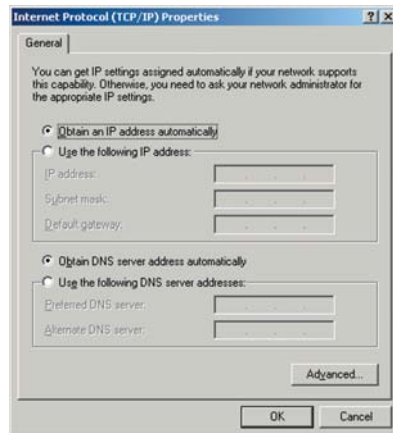 Internet Protocol (TCP/IP) Properties
General
You can get IP settings assigned automatically if your network supports
this capability. Otherwise, you need to ask your network administrator for
the appropriate IP settings.
Obtain an IP address automatically
Use the following IP address:
IP address:
Subnet mask:
Default gateway:
Obtain DNS server address automatically
Use the following DNS server addresses:
Preferred DNS server:
Alternate DNS server:
Advanced...
OK Cancel